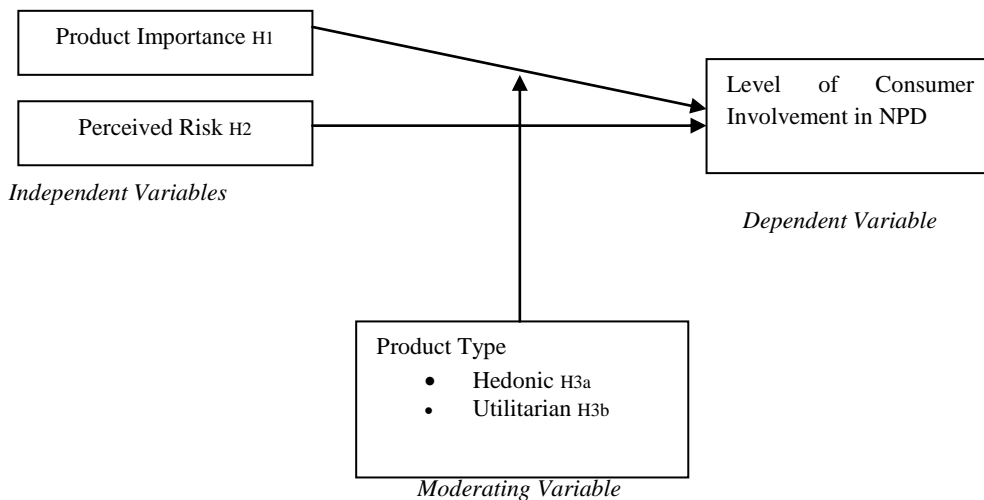 Product Importance H1
Perceived Risk H2
Independent Variables
Level of Consumer
Involvement in NPD
Dependent Variable
Product Type
• Hedonic H3a
• Utilitarian H3b
Moderating Variable